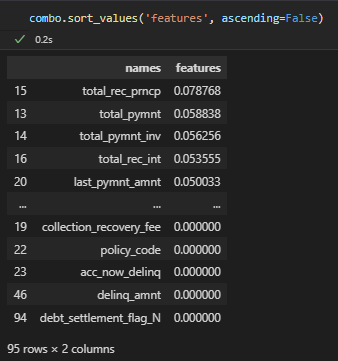 combo.sort_values('features', ascending=False)
0.2s
names features
15 total_rec_prncp 0.078768
13 total_pymnt 0.058838
14 total_pymnt_inv 0.056256
16 total_rec_int 0.053555
20 last_pymnt_amnt 0.050033
... ... ...
19 collection_recovery_fee 0.000000
22 policy_code 0.000000
23 acc_now_delinq 0.000000
46 delinq_amnt 0.000000
94 debt_settlement_flag_N 0.000000
95 rows × 2 columns